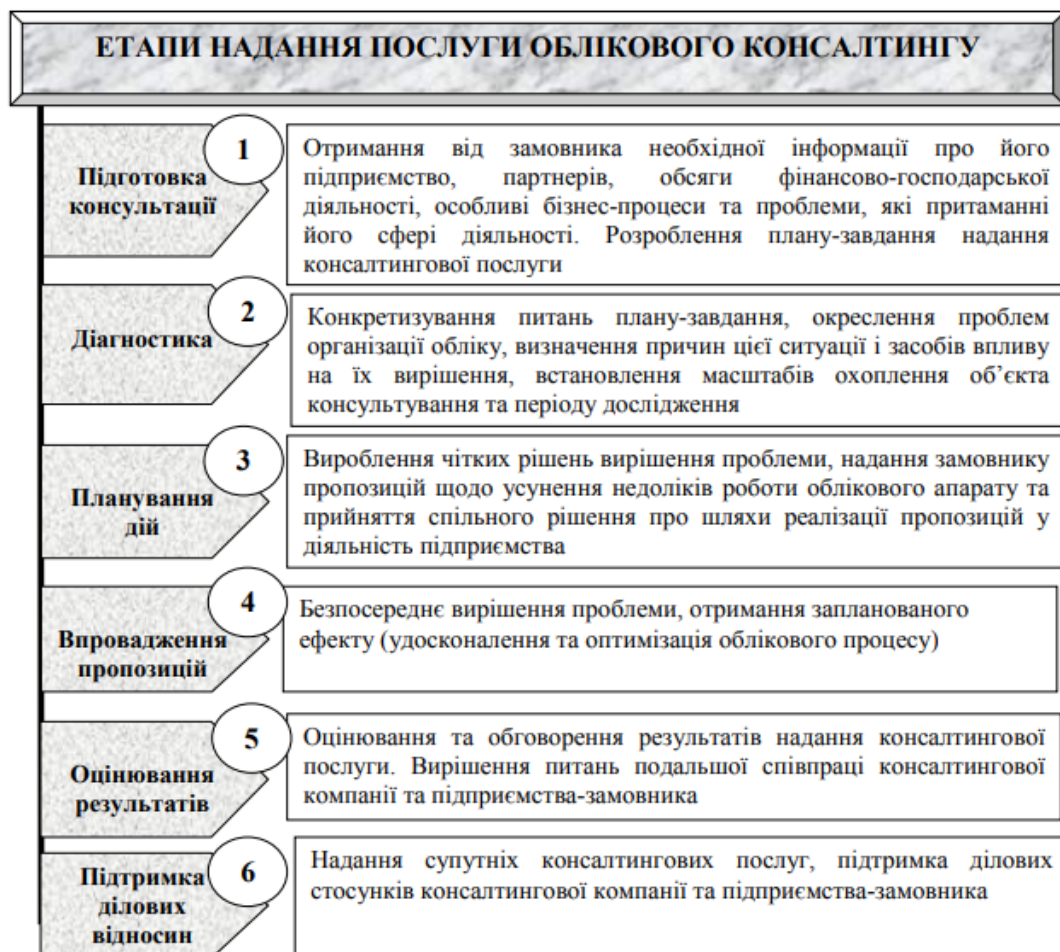 ЕТАПИ НАДАННЯ ПОСЛУГИ ОБЛІКОВОГО КОНСАЛТИНГУ
1
Підготовка
консультації
Отримання від замовника необхідної інформації про його
підприємство, партнерів, обсяги фінансово-господарської
діяльності, особливі бізнес-процеси та проблеми, які притаманні
його сфері діяльності. Розроблення плану-завдання надання
консалтингової послуги
2
Діагностика
Конкретизування питань плану-завдання, окреслення проблем
організації обліку, визначення причин цієї ситуації і засобів впливу
на їх вирішення, встановлення масштабів охоплення об’єкта
консультування та періоду дослідження
3
Планування
дій
Вироблення чітких рішень вирішення проблеми, надання замовнику
пропозицій щодо усунення недоліків роботи облікового апарату та
прийняття спільного рішення про шляхи реалізації пропозицій у
діяльність підприємства
4
Впровадження
пропозицій
Безпосереднє вирішення проблеми, отримання запланованого
ефекту (удосконалення та оптимізація облікового процесу)
5
Оцінювання
результатів
Оцінювання та обговорення результатів надання консалтингової
послуги. Вирішення питань подальшої співпраці консалтингової
компанії та підприємства-замовника
6
Підтримка
ділових
відносин
Надання супутніх консалтингових послуг, підтримка ділових
стосунків консалтингової компанії та підприємства-замовника